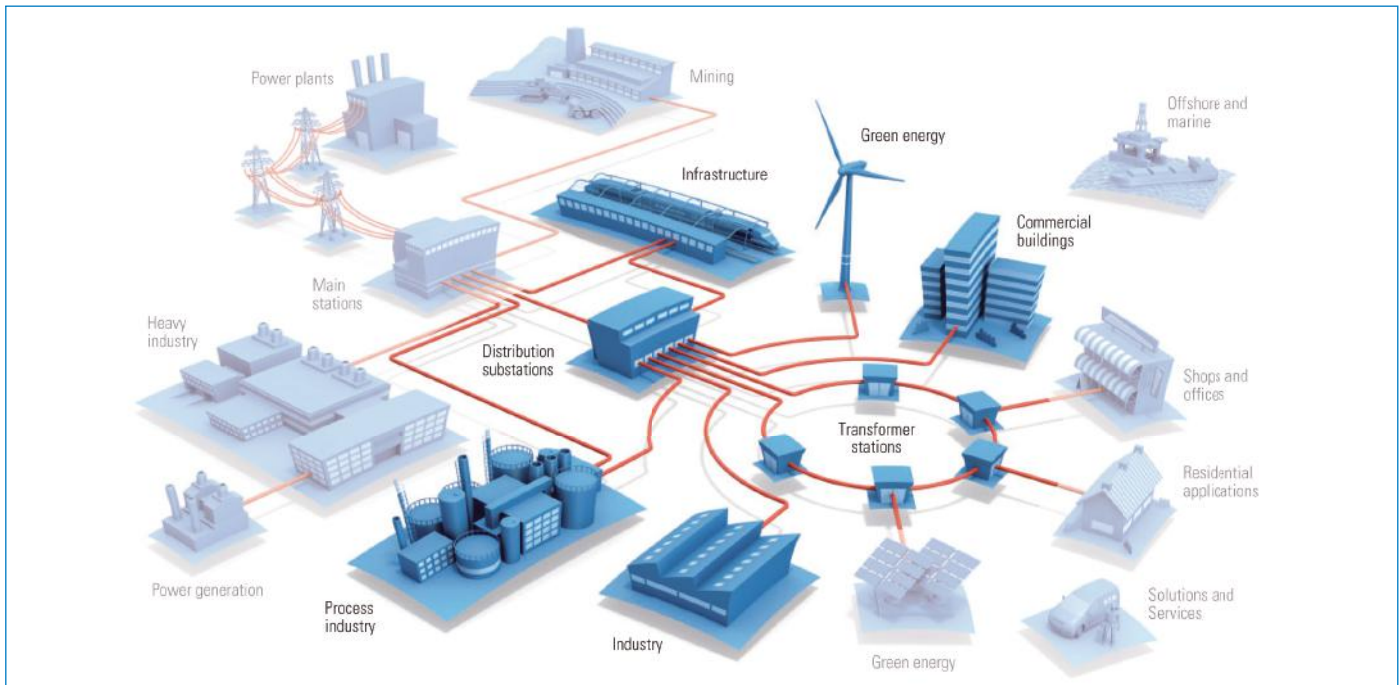 Power plants
Mining
Offshore and
marine
Green energy
Infrastructure
Commercial
buildings
Main
stations
Heavy
industry
Distribution
substations
Shops and
offices
Transformer
stations
Residential
applications
Power generation
Process
industry
Industry
Green energy
Solutions and
Services